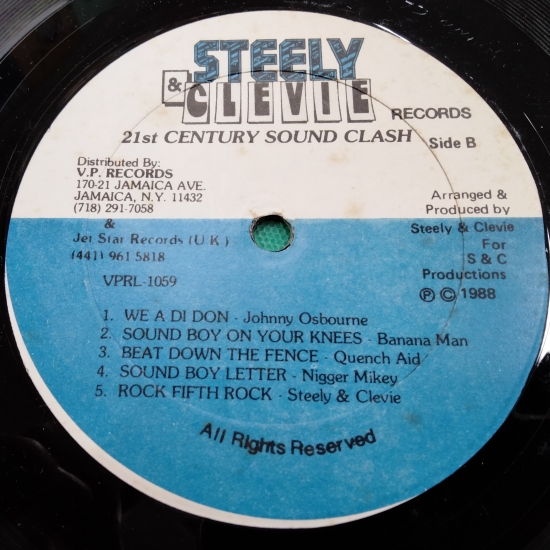 STEELY
& CLEVIE
RECORDS
21st CENTURY SOUND CLASH
Side B
Distributed By:
V.P. RECORDS
170-21 JAMAICA AVE.
JAMAICA, N.Y. 11432
(718) 291-7058
&
Jet Star Records (U.K.)
(441) 961 5818
VPRL-1059
Arranged &
Produced by
Steely & Clevie
For
S & C
Productions
℗ © 1988
1. WE A DI DON - Johnny Osbourne
2. SOUND BOY ON YOUR KNEES - Banana Man
3. BEAT DOWN THE FENCE - Quench Aid
4. SOUND BOY LETTER - Nigger Mikey
5. ROCK FIFTH ROCK - Steely & Clevie
All Rights Reserved